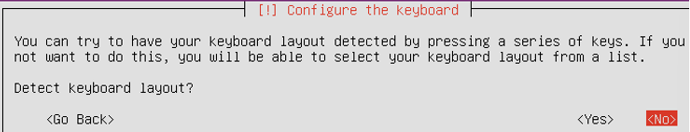 [!] Configure the keyboard
You can try to have your keyboard layout detected by pressing a series of keys. If you
not want to do this, you will be able to select your keyboard layout from a list.
Detect keyboard layout?
<Go Back> <Yes> <No>